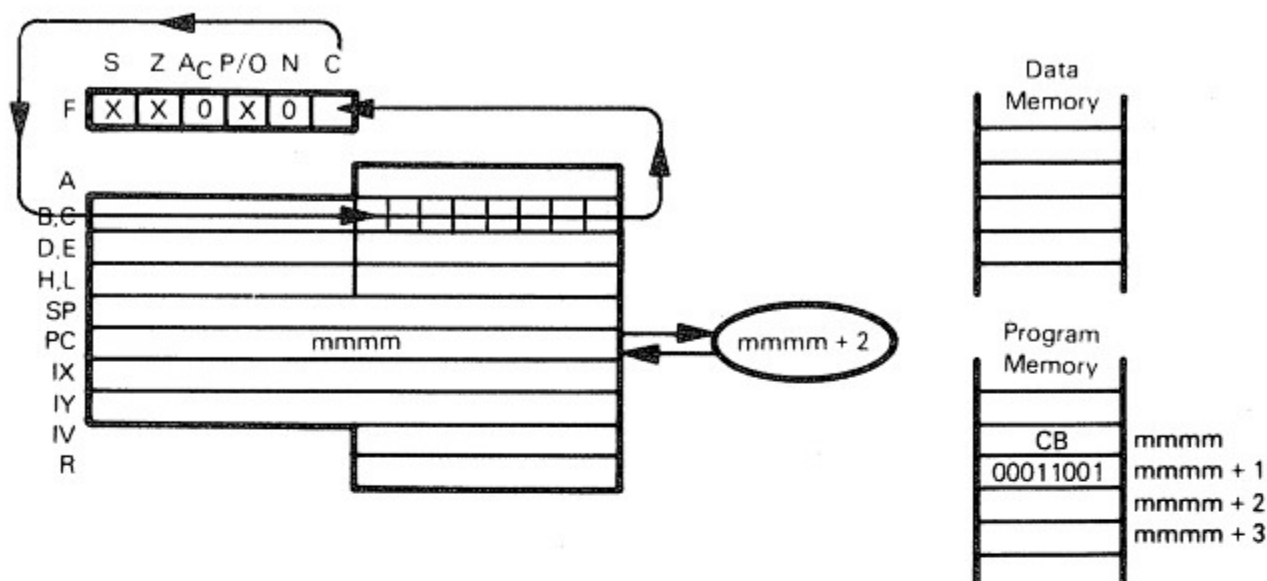 S Z AC P/O N C
F X X 0 X 0
A
B,C
D,E
H,L
SP
PC mmmm mmmm + 2
IX
IY
IV
R
Data
Memory
Program
Memory
CB mmmm
00011001 mmmm + 1
mmmm + 2
mmmm + 3